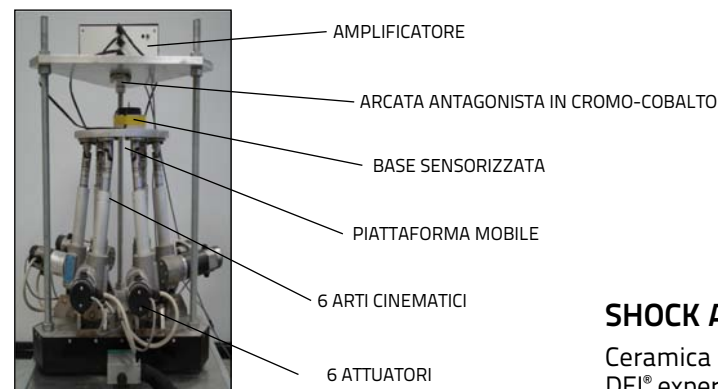 AMPLIFICATORE
ARCATA ANTAGONISTA IN CROMO-COBALTO
BASE SENSORIZZATA
PIATTAFORMA MOBILE
6 ARTI CINEMATICI
6 ATTUATORI
SHOCK
Ceramica
DEI® exper